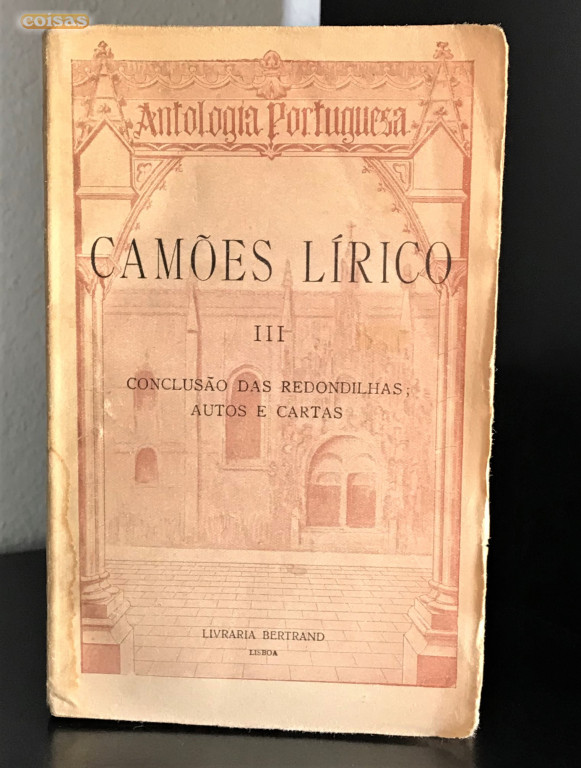 coisas
Antologia Portuguesa
CAMÕES LÍRICO
III
CONCLUSÃO DAS REDONDILHAS;
AUTOS E CARTAS
LIVRARIA BERTRAND
LISBOA